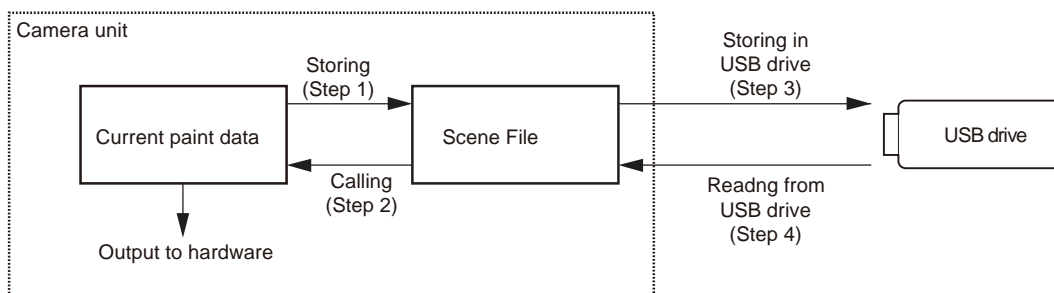 Camera unit
Storing
(Step 1)
Current paint data
Scene File
Calling
(Step 2)
Output to hardware
Storing in
USB drive
(Step 3)
USB drive
Readng from
USB drive
(Step 4)